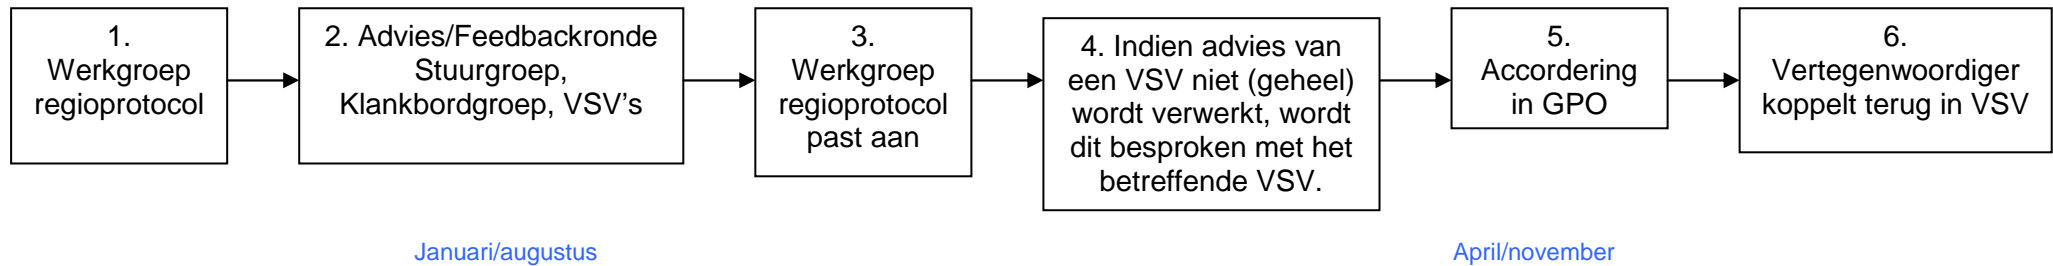 1.
Werkgroep
regioprotocol
2. Advies/Feedbackronde
Stuurgroep,
Klankbordgroep, VSV's
3.
Werkgroep
regioprotocol
past aan
4. Indien advies van
een VSV niet (geheel)
wordt verwerkt, wordt
dit besproken met het
betreffende VSV.
5.
Accordering
in GPO
6.
Vertegenwoordiger
koppelt terug in VSV
Januari/augustus
April/november